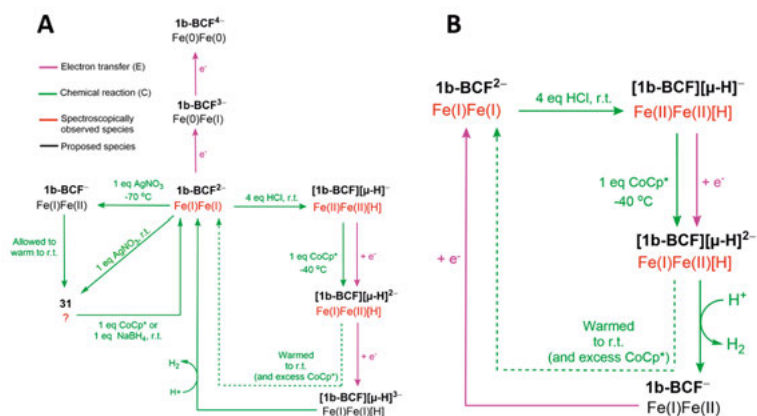 A
1b-BCF4–
Fe(0)Fe(0)
Electron transfer (E)
Chemical reaction (C)
Spectroscopically
observed species
Proposed species
e-
1b-BCF3–
Fe(0)Fe(I)
e-
1b-BCF–
Fe(I)Fe(II)
1 eq AgNO3
-70 ºC
1b-BCF2–
Fe(I)Fe(I)
4 eq HCl, r.t.
[1b-BCF][µ-H]–
Fe(II)Fe(II)[H]
Allowed to
warm to r.t.
1 eq AgNO3, r.t.
1 eq CoCp*
-40 ºC
+ e-
31
?
1 eq CoCp* or
1 eq NaBH4, r.t.
[1b-BCF][µ-H]2–
Fe(I)Fe(II)[H]
Warmed
to r.t.
(and excess CoCp*)
+ e-
H2
H+
[1b-BCF][µ-H]3–
Fe(I)Fe(I)[H]
B
1b-BCF2–
Fe(I)Fe(I)
4 eq HCl, r.t.
[1b-BCF][µ-H]–
Fe(II)Fe(II)[H]
1 eq CoCp*
-40 ºC
+ e-
+ e-
[1b-BCF][µ-H]2–
Fe(I)Fe(II)[H]
Warmed
to r.t.
(and excess CoCp*)
H+
H2
1b-BCF–
Fe(I)Fe(II)